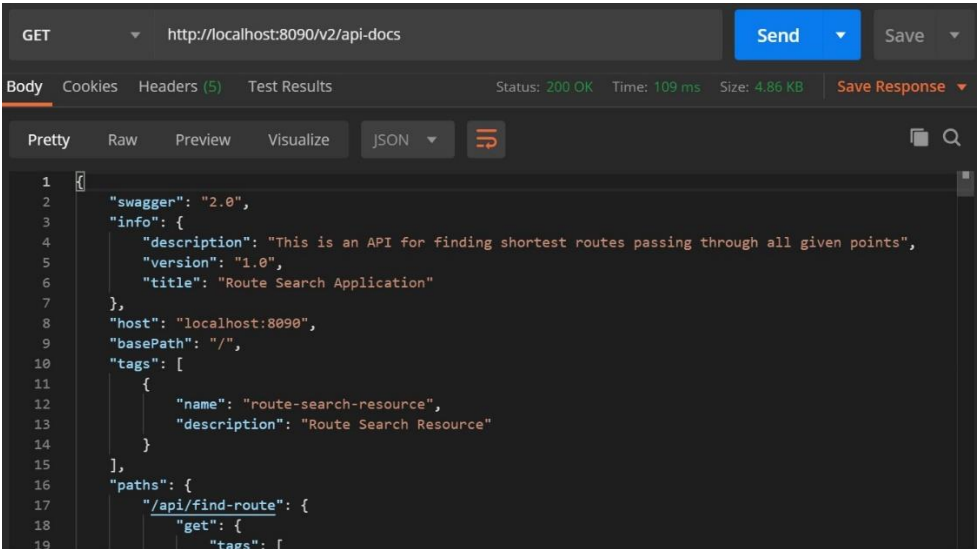 GET http://localhost:8090/v2/api-docs Send Save
Body Cookies Headers (5) Test Results Status: 200 OK Time: 109 ms Size: 4.86 KB Save Response
Pretty Raw Preview Visualize JSON
1 {
2 "swagger": "2.0",
3 "info": {
4 "description": "This is an API for finding shortest routes passing through all given points",
5 "version": "1.0",
6 "title": "Route Search Application"
7 },
8 "host": "localhost:8090",
9 "basePath": "/",
10 "tags": [
11 {
12 "name": "route-search-resource",
13 "description": "Route Search Resource"
14 }
15 ],
16 "paths": {
17 "/api/find-route": {
18 "get": {
19 "tags": [